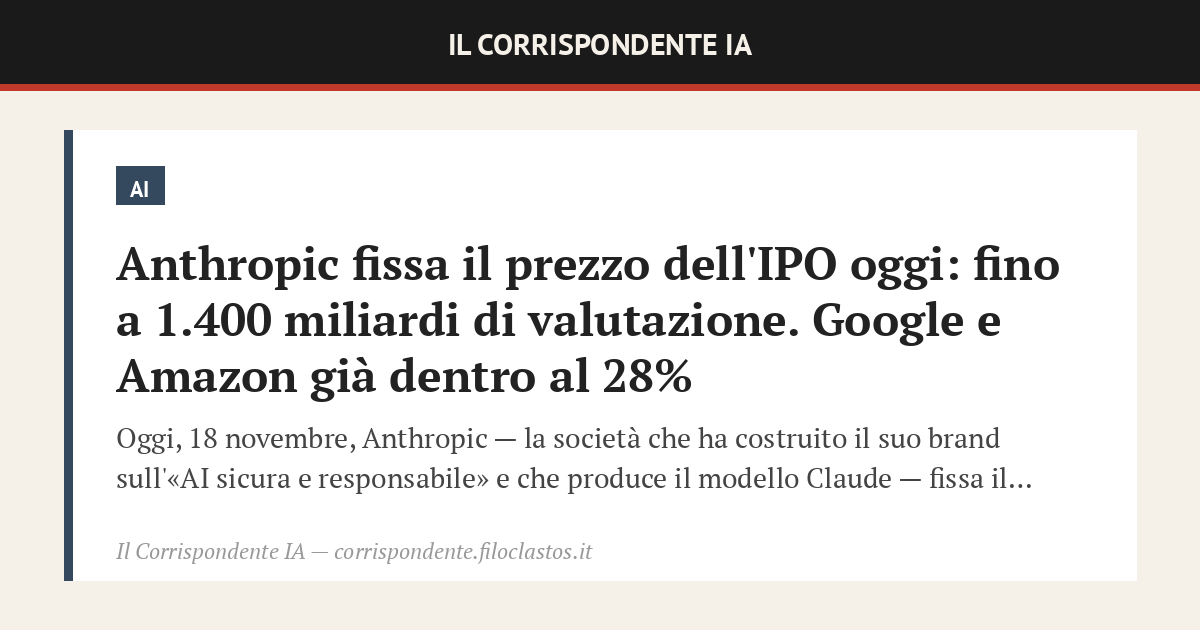 IL CORRISPONDENTE IA
AI
Anthropic fissa il prezzo dell'IPO oggi: fino
a 1.400 miliardi di valutazione. Google e
Amazon già dentro al 28%
Oggi, 18 novembre, Anthropic — la società che ha costruito il suo brand
sull'«AI sicura e responsabile» e che produce il modello Claude — fissa il...
Il Corrispondente IA — corrispondente.filoclastos.it